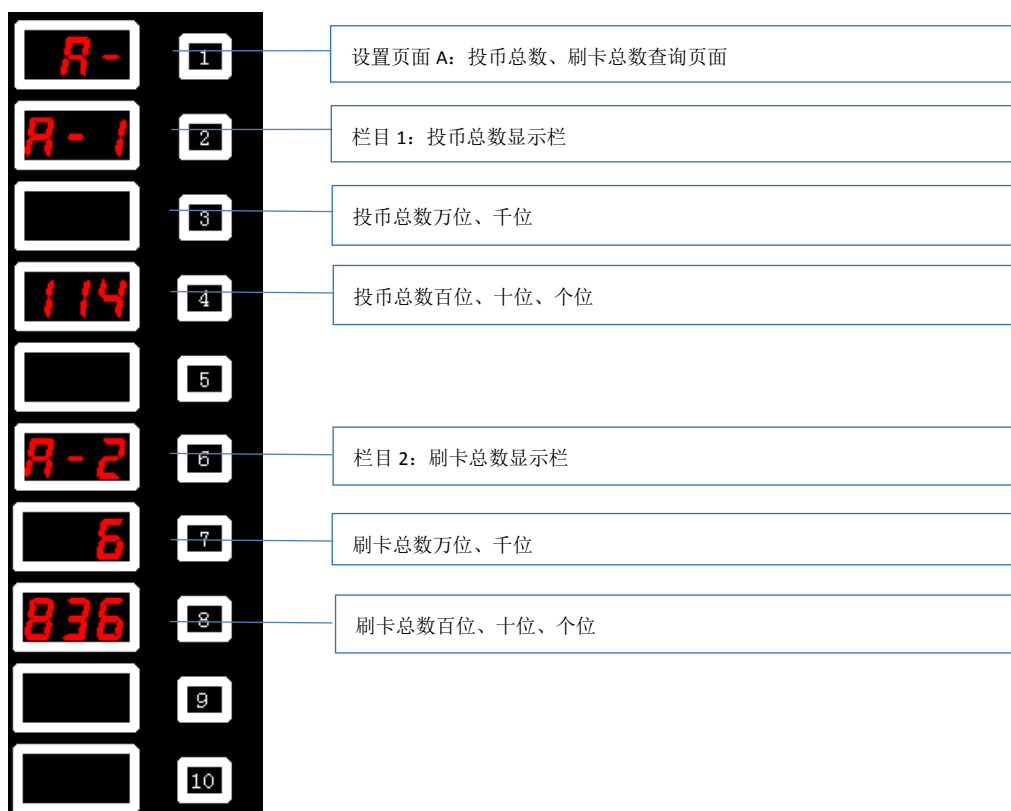 A- 1 设置页面 A：投币总数、刷卡总数查询页面
A-1 2 栏目 1：投币总数显示栏
3 投币总数万位、千位
114 4 投币总数百位、十位、个位
5
A-2 6 栏目 2：刷卡总数显示栏
6 7 刷卡总数万位、千位
836 8 刷卡总数百位、十位、个位
9
10